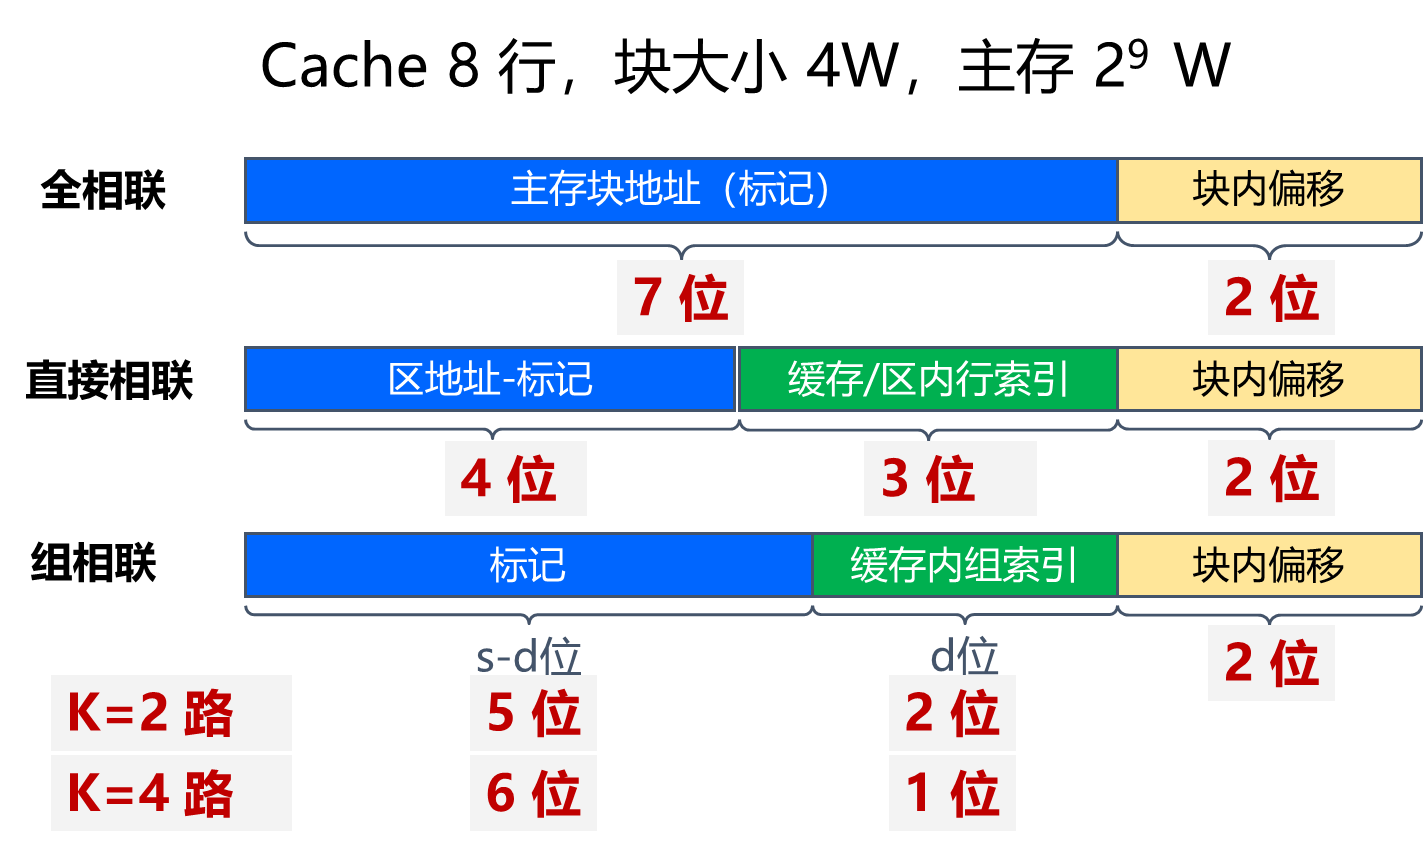 Cache 8 行，块大小 4W，主存 2⁹ W
全相联 主存块地址（标记） 块内偏移
7 位 2 位
直接相联 区地址-标记 缓存/区内行索引 块内偏移
4 位 3 位 2 位
组相联 标记 缓存内组索引 块内偏移
s-d位 d位 2 位
K=2 路 5 位 2 位
K=4 路 6 位 1 位